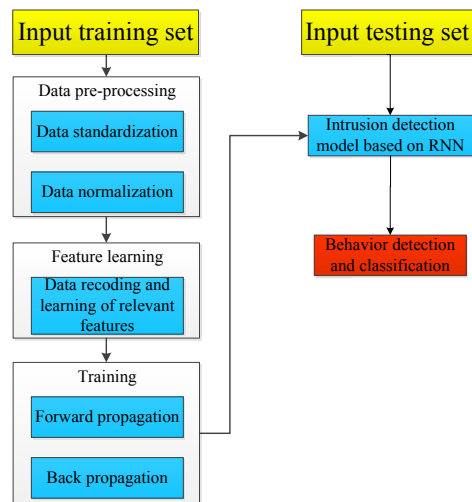 Input training set
Data pre-processing
Data standardization
Data normalization
Feature learning
Data recoding and
learning of relevant
features
Training
Forward propagation
Back propagation
Input testing set
Intrusion detection
model based on RNN
Behavior detection
and classification